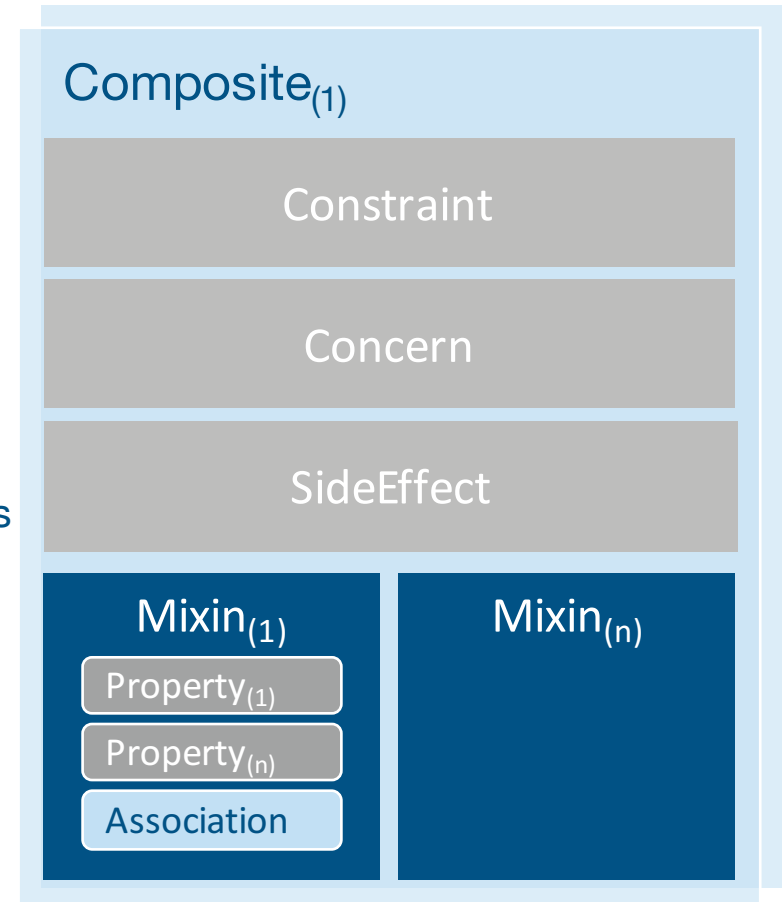 Composite(1)
Constraint
Concern
SideEffect
s
Mixin(1)
Mixin(n)
Property(1)
Property(n)
Association